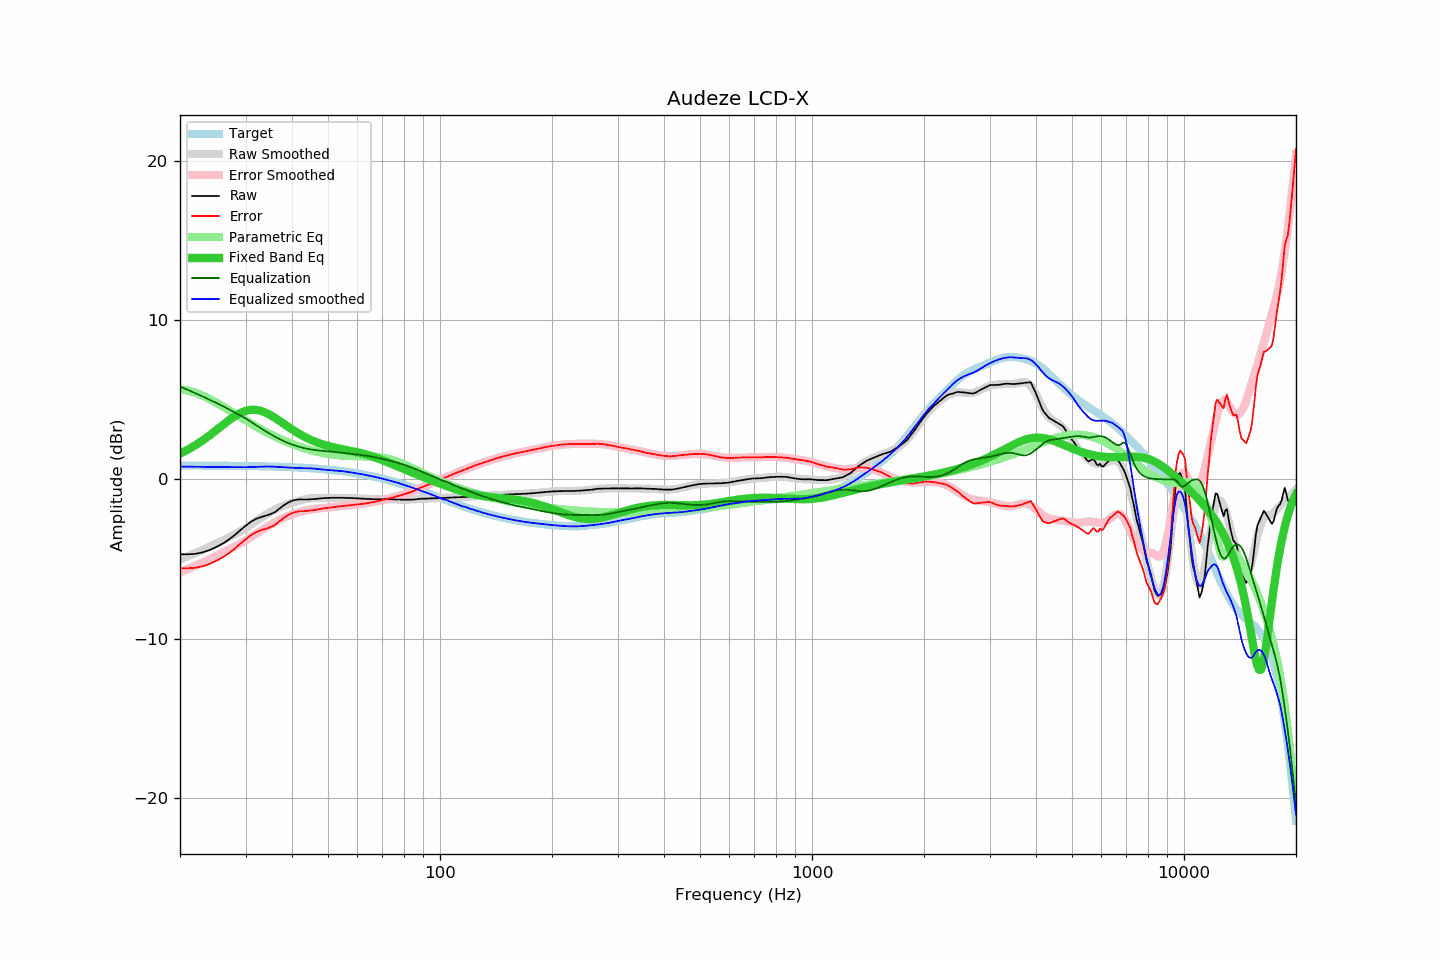 Audeze LCD-X
Target
Raw Smoothed
Error Smoothed
Raw
Error
Parametric Eq
Fixed Band Eq
Equalization
Equalized smoothed
20
10
0
−10
−20
Amplitude (dBr)
100
1000
10000
Frequency (Hz)